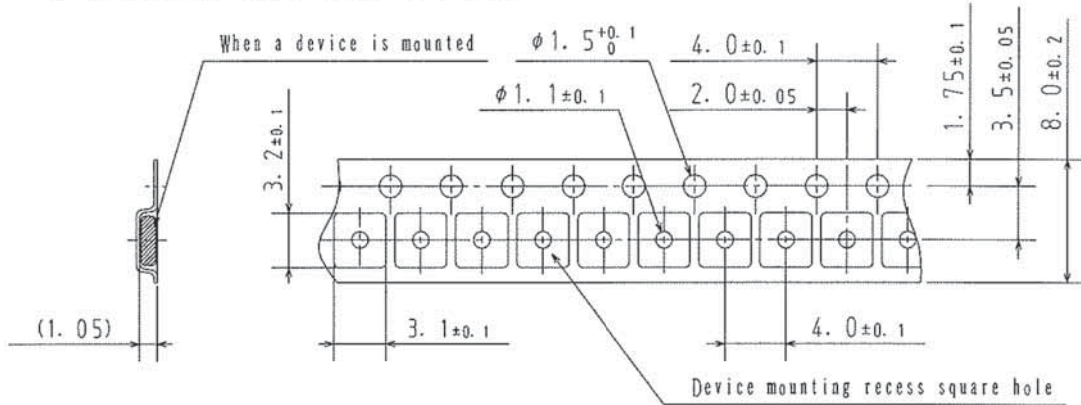 When a device is mounted
φ1.5 +0.1 0
4.0±0.1
φ1.1±0.1
2.0±0.05
1.75±0.1
3.5±0.05
8.0±0.2
3.2±0.1
(1.05)
3.1±0.1
4.0±0.1
Device mounting recess square hole